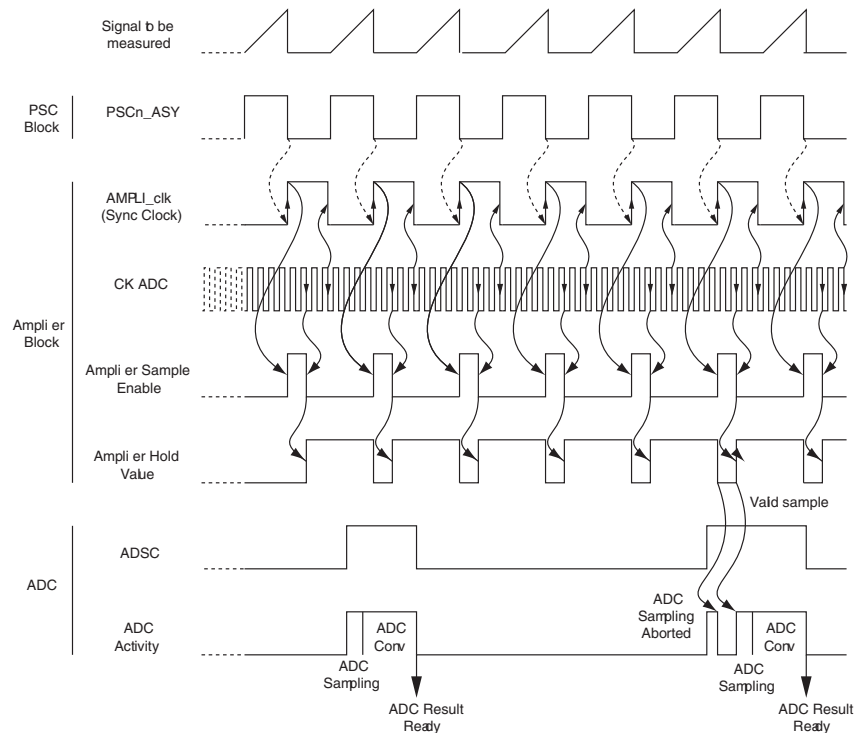 Signal to be
measured
PSC
Block
PSCn_ASY
AMPLI_clk
(Sync Clock)
CK ADC
Ampli er
Block
Ampli er Sample
Enable
Ampli er Hold
Value
Valid sample
ADSC
ADC
ADC
Activity
ADC
Conv
ADC
Sampling
ADC Result
Ready
ADC
Sampling
Aborted
ADC
Conv
ADC
Sampling
ADC Result
Ready